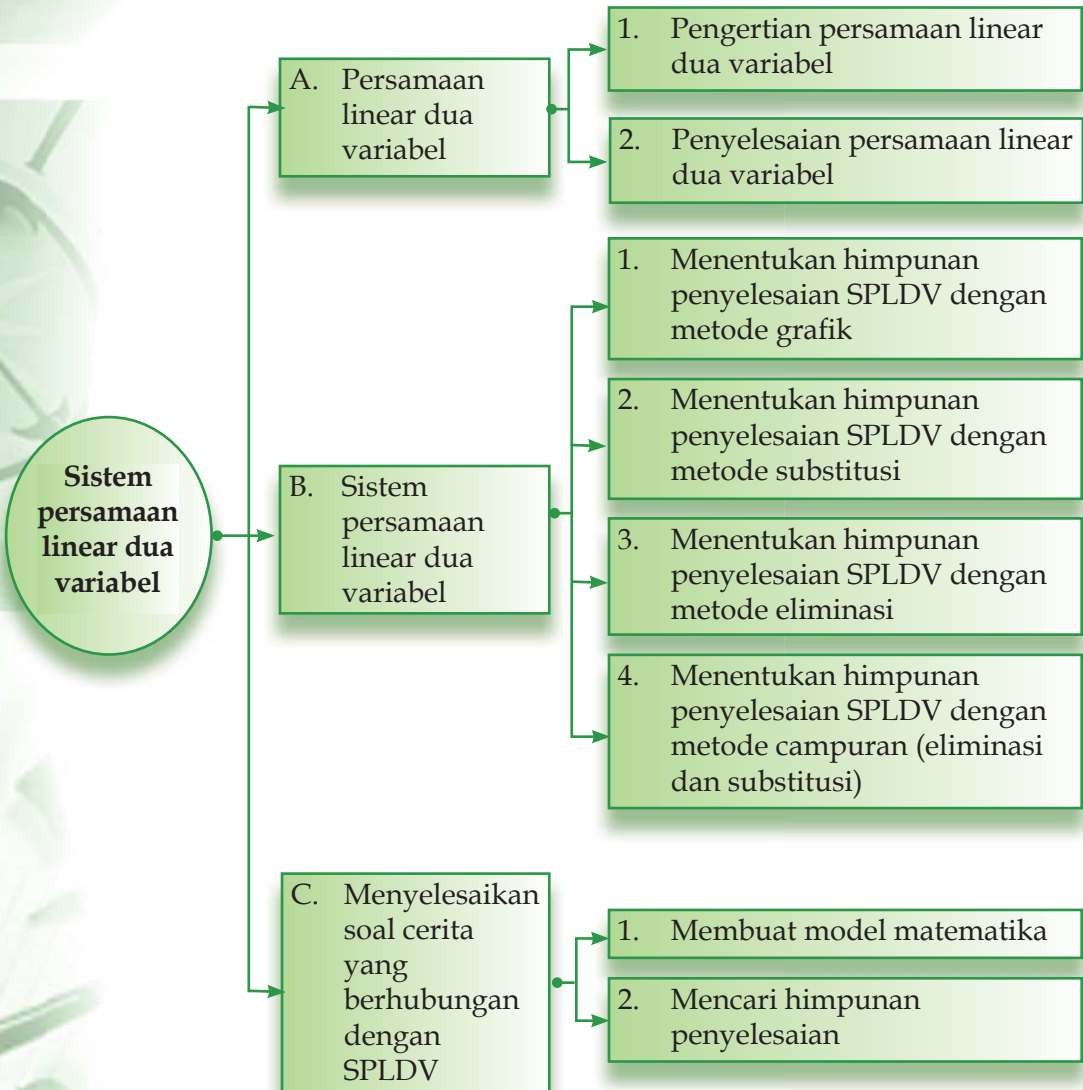 Sistem
persamaan
linear dua
variabel
A. Persamaan
linear dua
variabel
1. Pengertian persamaan linear
dua variabel
2. Penyelesaian persamaan linear
dua variabel
B. Sistem
persamaan
linear dua
variabel
1. Menentukan himpunan
penyelesaian SPLDV dengan
metode grafik
2. Menentukan himpunan
penyelesaian SPLDV dengan
metode substitusi
3. Menentukan himpunan
penyelesaian SPLDV dengan
metode eliminasi
4. Menentukan himpunan
penyelesaian SPLDV dengan
metode campuran (eliminasi
dan substitusi)
C. Menyelesaikan
soal cerita
yang
berhubungan
dengan
SPLDV
1. Membuat model matematika
2. Mencari himpunan
penyelesaian